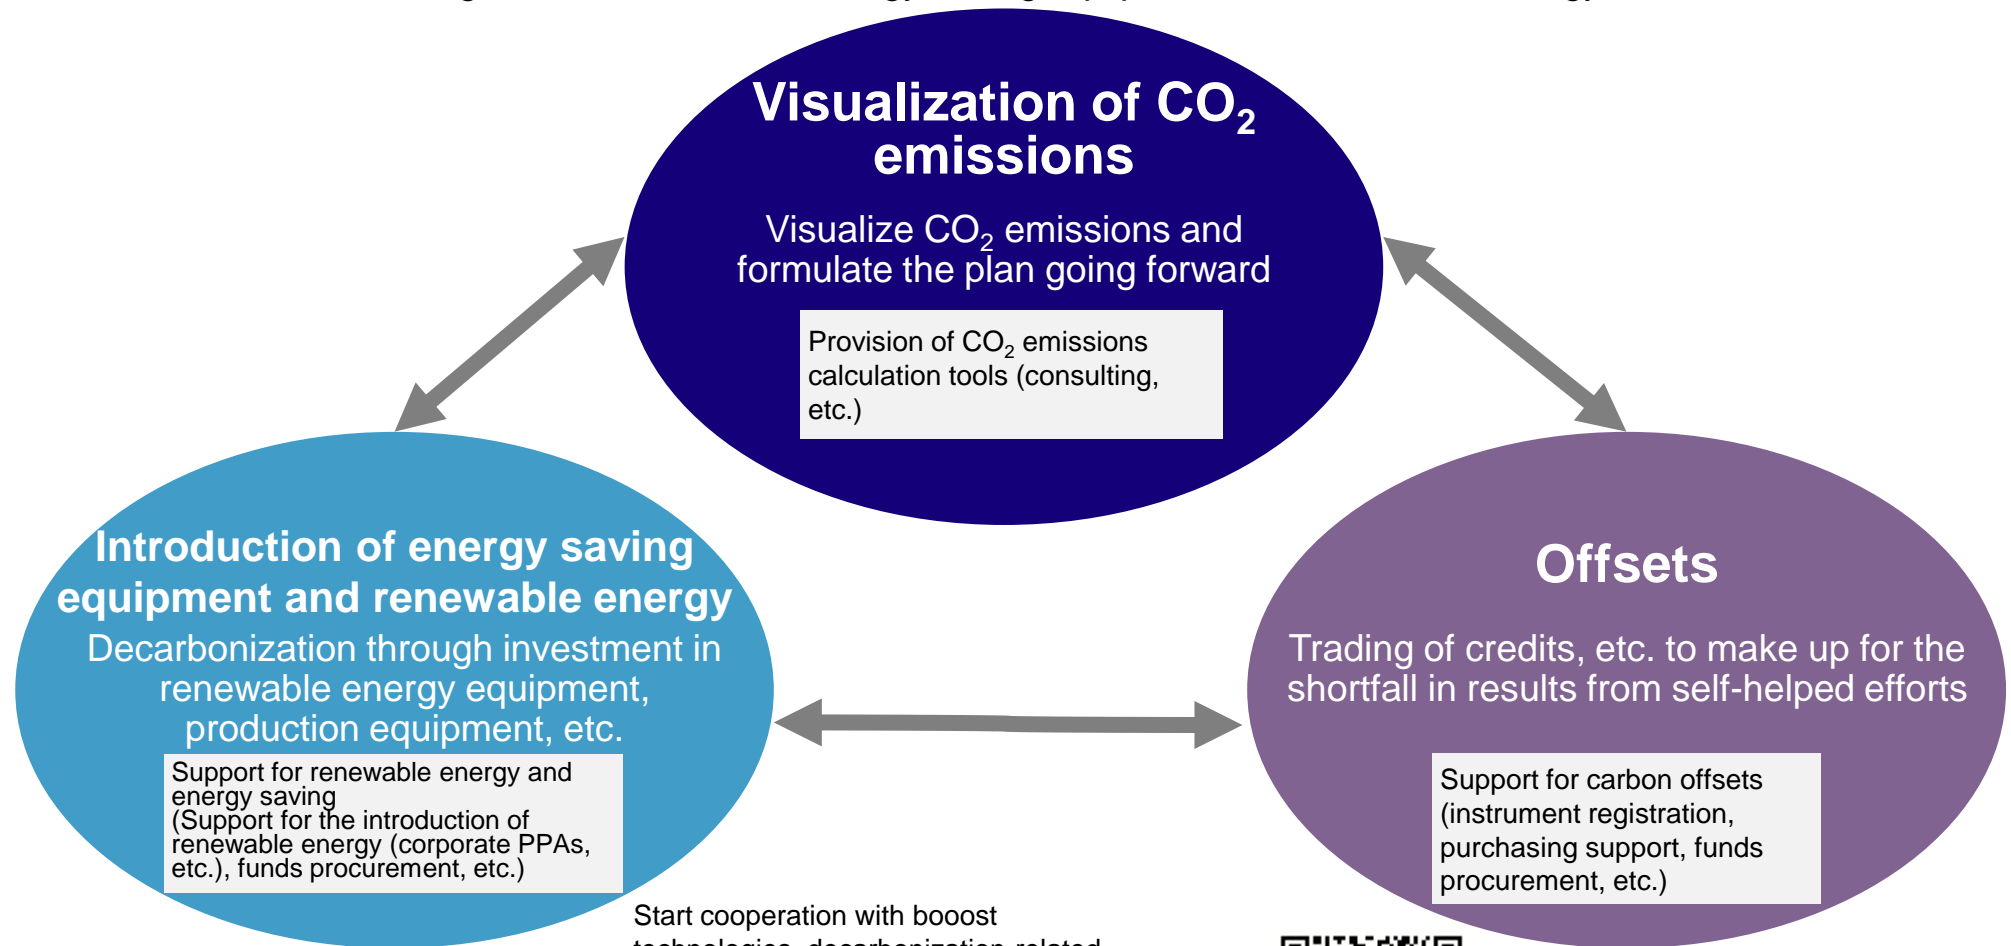 Visualization of CO2
emissions
Visualize CO2 emissions and
formulate the plan going forward
Provision of CO2 emissions
calculation tools (consulting,
etc.)
Introduction of energy saving
equipment and renewable energy
Decarbonization through investment in
renewable energy equipment,
production equipment, etc.
Support for renewable energy and
energy saving
(Support for the introduction of
renewable energy (corporate PPAs,
etc.), funds procurement, etc.)
Offsets
Trading of credits, etc. to make up for the
shortfall in results from self-helped efforts
Support for carbon offsets
(instrument registration,
purchasing support, funds
procurement, etc.)
Start cooperation with booost
technologies, decarbonization-related